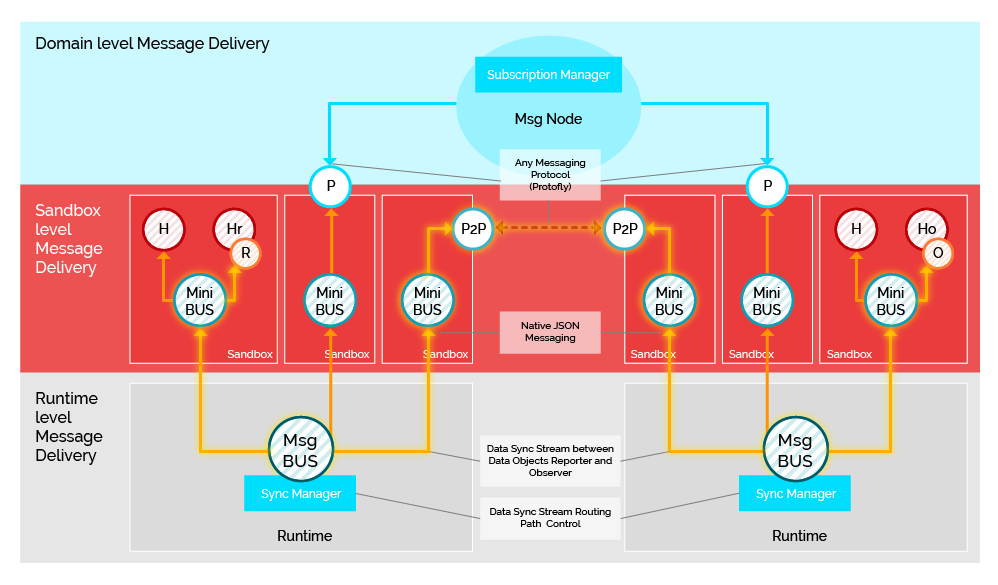 Domain level Message Delivery
Subscription Manager
Msg Node
Any Messaging
Protocol
(Protofly)
P
P
Sandbox
level
Message
Delivery
H
Hr
R
P2P
P2P
H
Ho
O
Mini
BUS
Mini
BUS
Mini
BUS
Mini
BUS
Mini
BUS
Mini
BUS
Native JSON
Messaging
Sandbox
Sandbox
Sandbox
Sandbox
Sandbox
Sandbox
Runtime
level
Message
Delivery
Msg
BUS
Msg
BUS
Data Sync Stream between
Data Objects Reporter and
Observer
Sync Manager
Sync Manager
Data Sync Stream Routing
Path Control
Runtime
Runtime